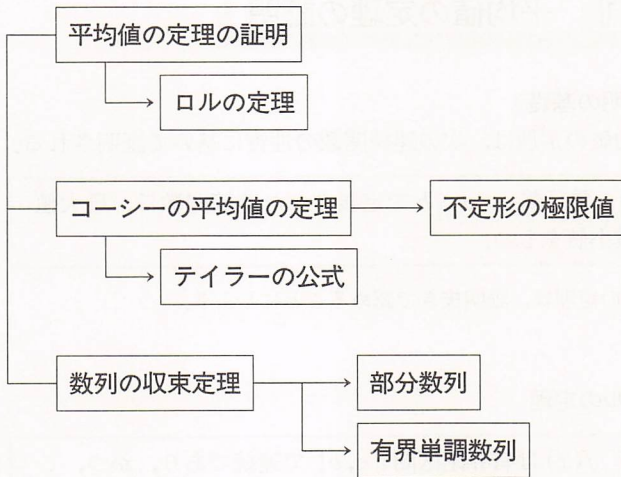 平均値の定理の証明
ロルの定理
コーシーの平均値の定理
不定形の極限値
テイラーの公式
数列の収束定理
部分数列
有界単調数列